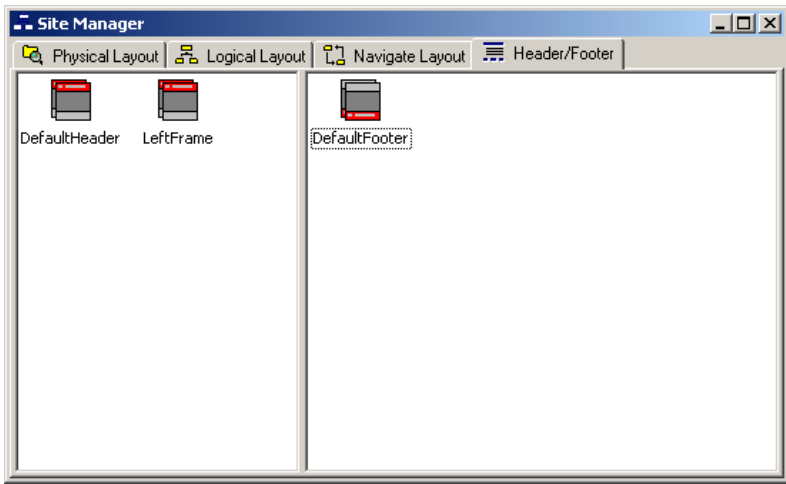 Site Manager
Physical Layout Logical Layout Navigate Layout Header/Footer
DefaultHeader LeftFrame DefaultFooter